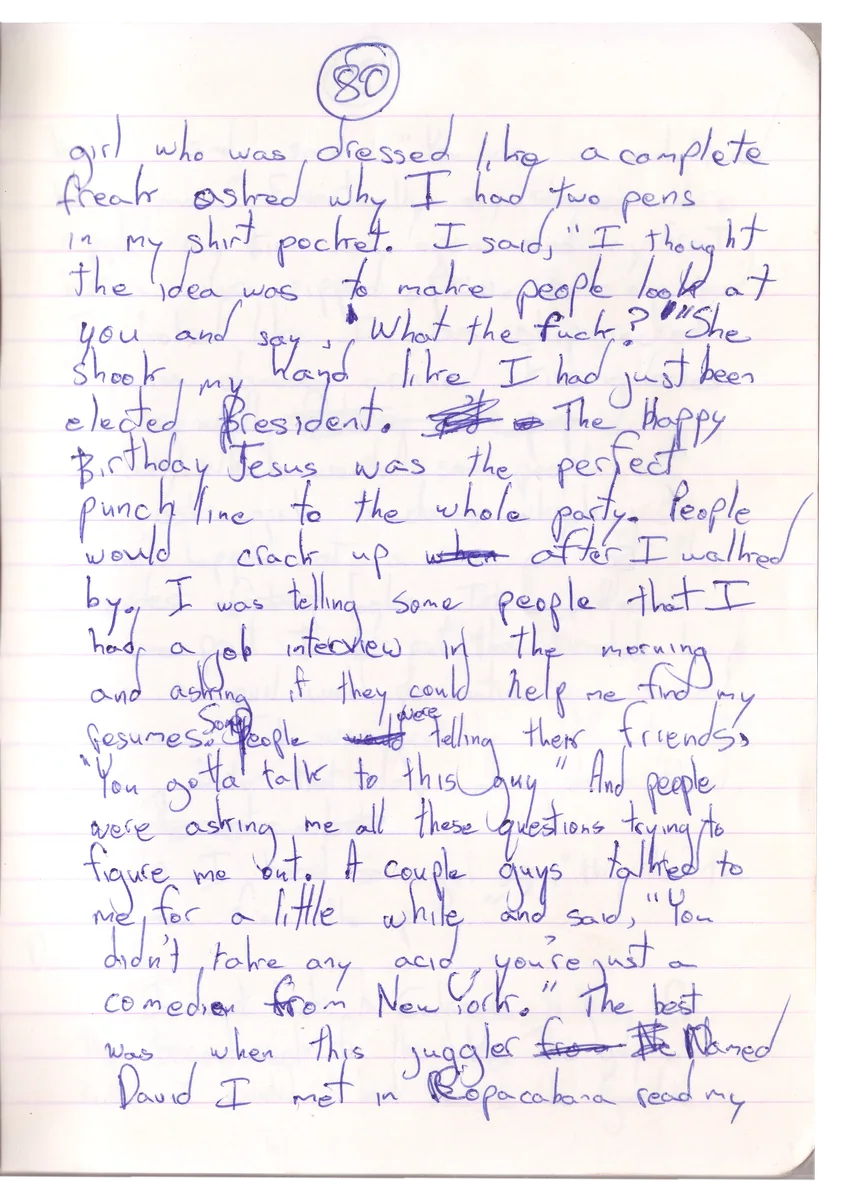 80
girl who was dressed like a complete
freak asked why I had two pens
in my shirt pocket. I said, "I thought
the idea was to make people look at
you and say, 'What the fuck?'" She
shook my hand like I had just been
elected President. The Happy
Birthday Jesus was the perfect
punch line to the whole party. People
would crack up when after I walked
by. I was telling some people that I
had a job interview in the morning
and asking if they could help me find my
resumes. Some people were telling their friends,
"You gotta talk to this guy" And people
were asking me all these questions trying to
figure me out. A couple guys talked to
me for a little while and said, "You
didn't take any acid, you're just a
comedian from New York." The best
was when this juggler from Named
David I met in Copacabana read my